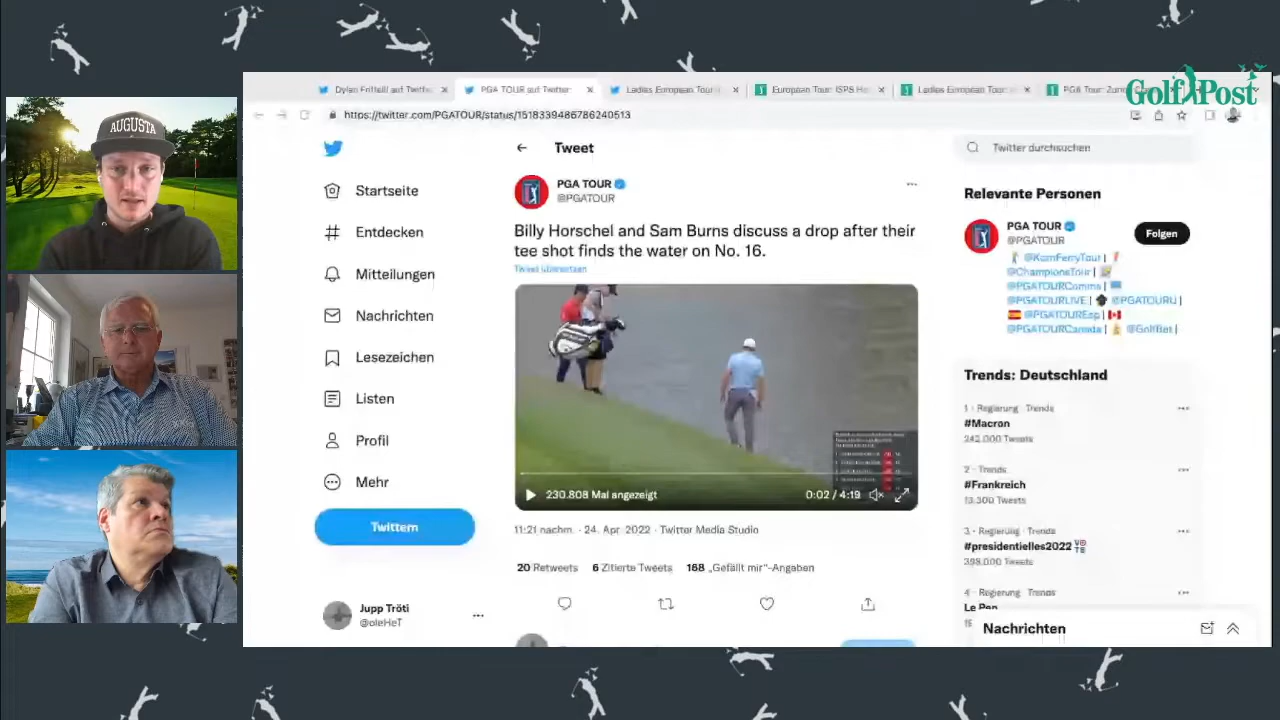 Golf Post
PGA TOUR auf Twitter
Ladies European Tour
European Tour: ISPS
Ladies European Tour
PGA Tour:
https://twitter.com/PGATOUR/status/1518339486786240513
AUGUSTA
Startseite
Entdecken
Mitteilungen
Nachrichten
Lesezeichen
Listen
Profil
Mehr
Twittern
Jupp Tröti
@oleHeT
Tweet
PGA TOUR
@PGATOUR
Billy Horschel and Sam Burns discuss a drop after their
tee shot finds the water on No. 16.
Tweet übersetzen
230.808 Mal angezeigt
0:02 / 4:19
11:21 nachm. · 24. Apr. 2022 · Twitter Media Studio
20 Retweets 6 Zitierte Tweets 168 „Gefällt mir“-Angaben
Twitter durchsuchen
Relevante Personen
PGA TOUR
@PGATOUR
Folgen
@KornFerryTour |
@ChampionsTour |
@PGATOURComms |
@PGATOURLIVE | @PGATOURU |
@PGATOUREsp |
@PGATOURCanada | @GolfBet |
Trends: Deutschland
1 · Regierung Trends
#Macron
242.000 Tweets
2 · Trends
#Frankreich
13.300 Tweets
3 · Regierung · Trends
#presidentielles2022
398.000 Tweets
4 · Regierung · Trends
Le Pen
Nachrichten